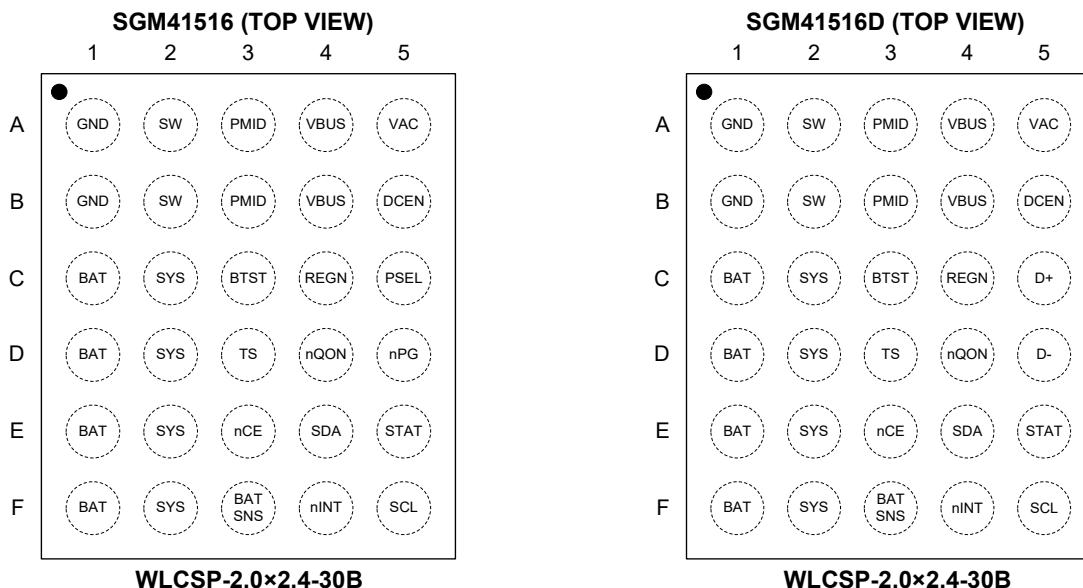 SGM41516 (TOP VIEW)
1 2 3 4 5
A GND SW PMID VBUS VAC
B GND SW PMID VBUS DCEN
C BAT SYS BTST REGN PSEL
D BAT SYS TS nQON nPG
E BAT SYS nCE SDA STAT
F BAT SYS BAT SNS nINT SCL
WLCSP-2.0×2.4-30B
SGM41516D (TOP VIEW)
1 2 3 4 5
A GND SW PMID VBUS VAC
B GND SW PMID VBUS DCEN
C BAT SYS BTST REGN D+
D BAT SYS TS nQON D-
E BAT SYS nCE SDA STAT
F BAT SYS BAT SNS nINT SCL
WLCSP-2.0×2.4-30B